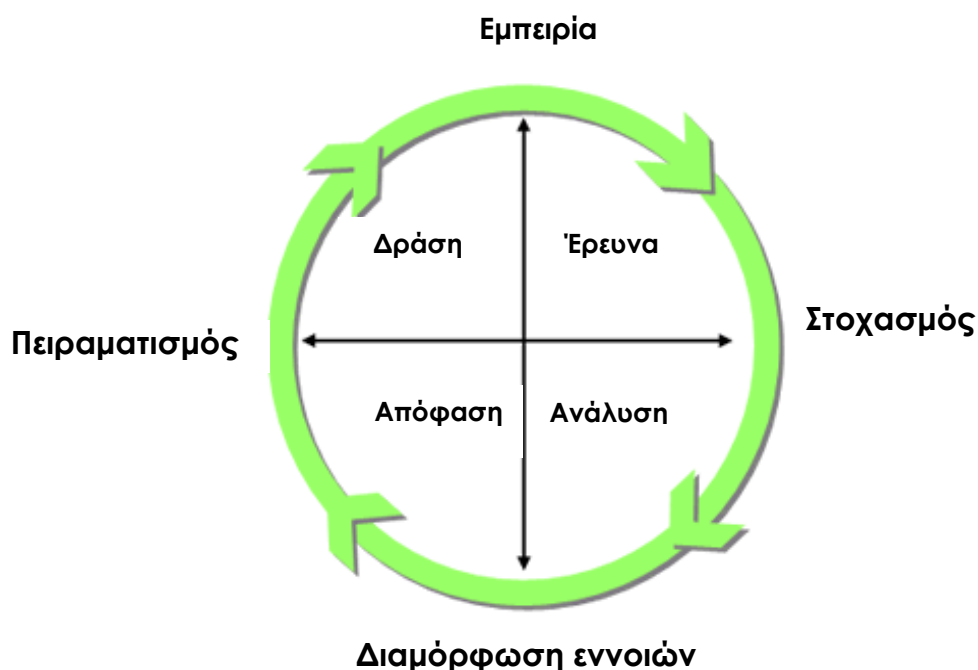 Εμπειρία
Δράση
Έρευνα
Στοχασμός
Πειραματισμός
Απόφαση
Ανάλυση
Διαμόρφωση εννοιών